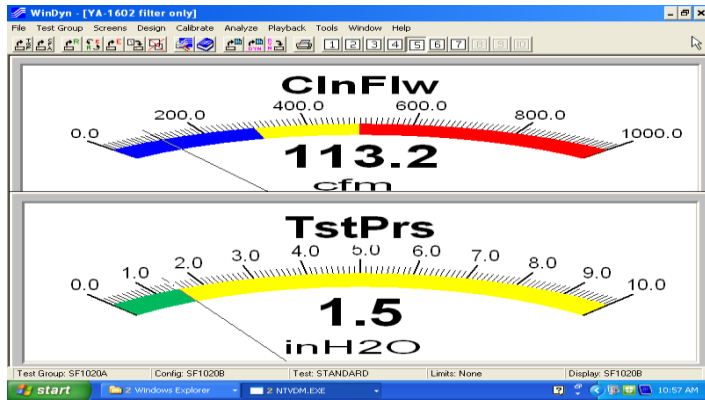 WinDyn - [YA-1602 filter only]
File Test Group Screens Design Calibrate Analyze Playback Tools Window Help
1 2 3 4 5 6 7 8 9 10
ClnFlw
0.0 200.0 400.0 600.0 800.0 1000.0
113.2
cfm
TstPrs
0.0 1.0 2.0 3.0 4.0 5.0 6.0 7.0 8.0 9.0 10.0
1.5
inH2O
Test Group: SF1020A Config: SF1020B Test: STANDARD Limits: None Display: SF1020B
start 2 Windows Explorer 2 NTVDM.EXE 10:57 AM